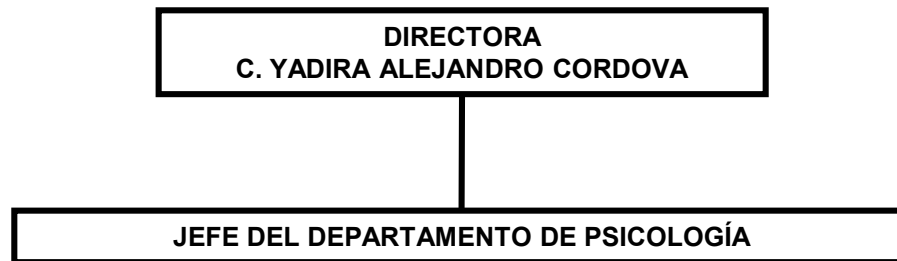 DIRECTORA
C. YADIRA ALEJANDRO CORDOVA
JEFE DEL DEPARTAMENTO DE PSICOLOGÍA